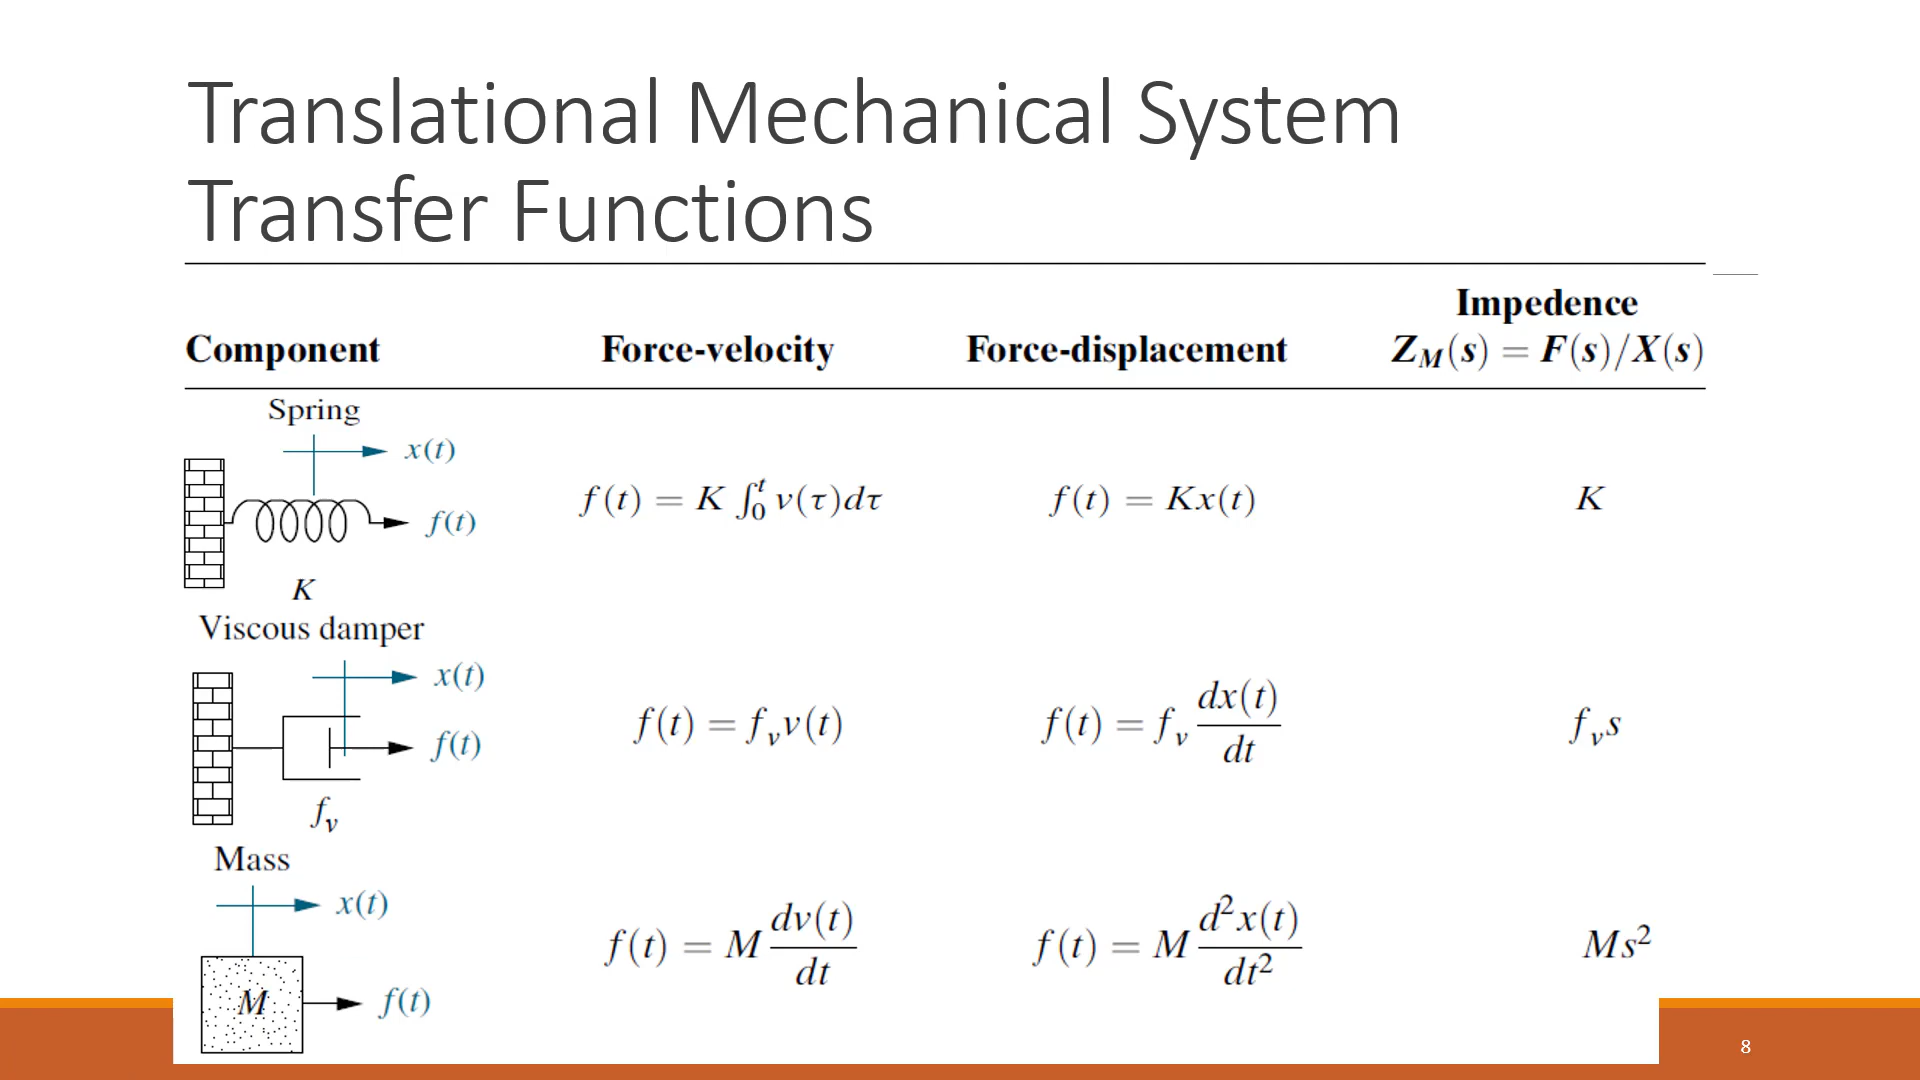 Translational Mechanical System
Transfer Functions
Component Force-velocity Force-displacement Impedence Z_M(s) = F(s)/X(s)
Spring
x(t)
f(t)
K
f(t) = K ∫₀ᵗ v(τ)dτ
f(t) = Kx(t)
K
Viscous damper
x(t)
f(t)
f_v
f(t) = f_v v(t)
f(t) = f_v dx(t)/dt
f_v s
Mass
x(t)
M
f(t)
f(t) = M dv(t)/dt
f(t) = M d²x(t)/dt²
Ms²
8